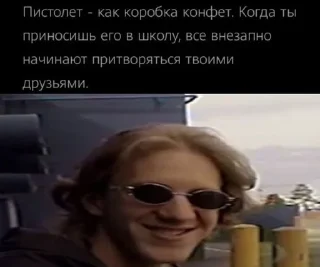 Пистолет - как коробка конфет. Когда ты
приносишь его в школу, все внезапно
начинают притворяться твоими
друзьями.